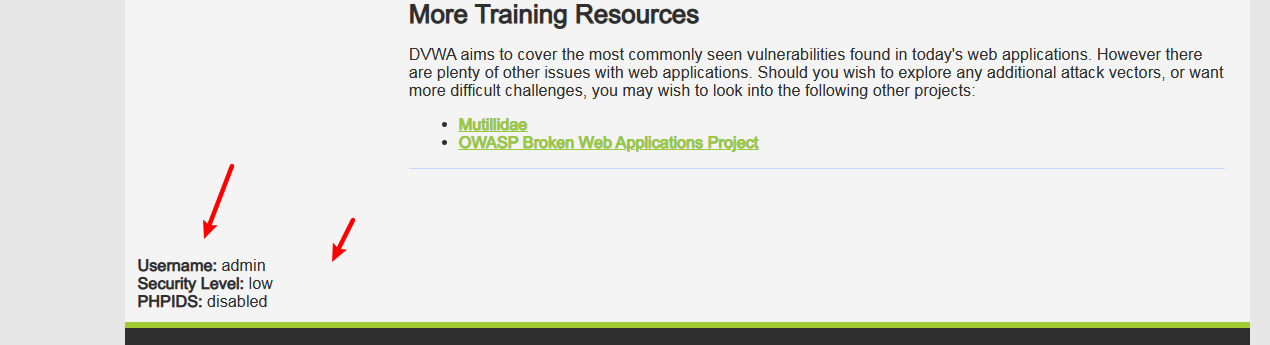 More Training Resources
DVWA aims to cover the most commonly seen vulnerabilities found in today's web applications. However there
are plenty of other issues with web applications. Should you wish to explore any additional attack vectors, or want
more difficult challenges, you may wish to look into the following other projects:
• Mutillidae
• OWASP Broken Web Applications Project
Username: admin
Security Level: low
PHPIDS: disabled